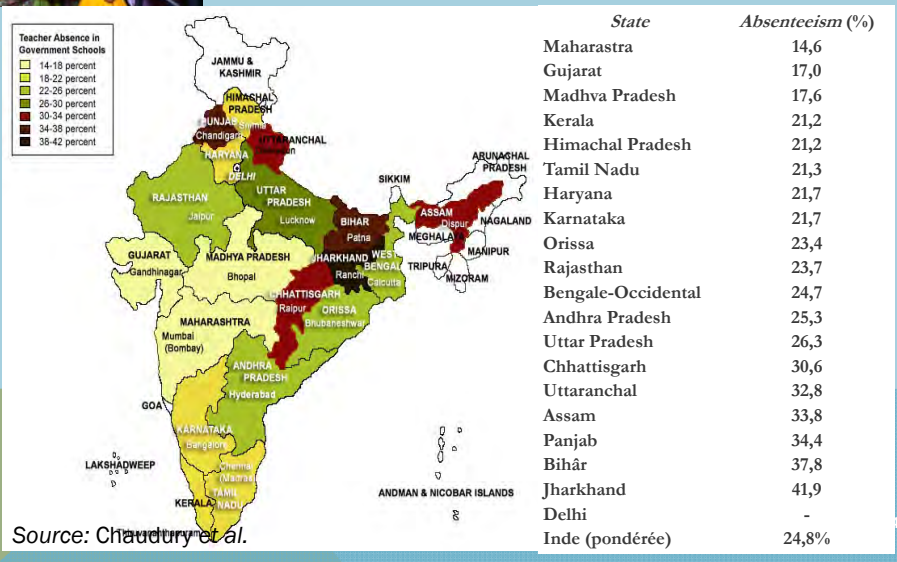 Teacher Absence in
Government Schools
14-18 percent
18-22 percent
22-26 percent
26-30 percent
30-34 percent
34-38 percent
38-42 percent
JAMMU &
KASHMIR
HIMACHAL
PRADESH
Shimla
PUNJAB
Chandigarh
UTTARANCHAL
HARYANA
DELHI
ARUNACHAL
PRADESH
SIKKIM
RAJASTHAN
Jaipur
UTTAR
PRADESH
Lucknow
BIHAR
Patna
ASSAM
Dispur
NAGALAND
MEGHALAYA
MANIPUR
TRIPURA
MIZORAM
GUJARAT
Gandhinagar
MADHYA PRADESH
Bhopal
JHARKHAND
Ranchi
WEST
BENGAL
Calcutta
CHHATTISGARH
Raipur
ORISSA
Bhubaneshwar
MAHARASHTRA
Mumbai
(Bombay)
ANDHRA
PRADESH
Hyderabad
GOA
KARNATAKA
Bangalore
LAKSHADWEEP
Chennai
(Madras)
TAMIL
NADU
KERALA
Thiruvananthapuram
ANDMAN & NICOBAR ISLANDS
Source: Chaudury et al.
State Absenteeism (%)
Maharastra 14,6
Gujarat 17,0
Madhva Pradesh 17,6
Kerala 21,2
Himachal Pradesh 21,2
Tamil Nadu 21,3
Haryana 21,7
Karnataka 21,7
Orissa 23,4
Rajasthan 23,7
Bengale-Occidental 24,7
Andhra Pradesh 25,3
Uttar Pradesh 26,3
Chhattisgarh 30,6
Uttaranchal 32,8
Assam 33,8
Panjab 34,4
Bihâr 37,8
Jharkhand 41,9
Delhi -
Inde (pondérée) 24,8%